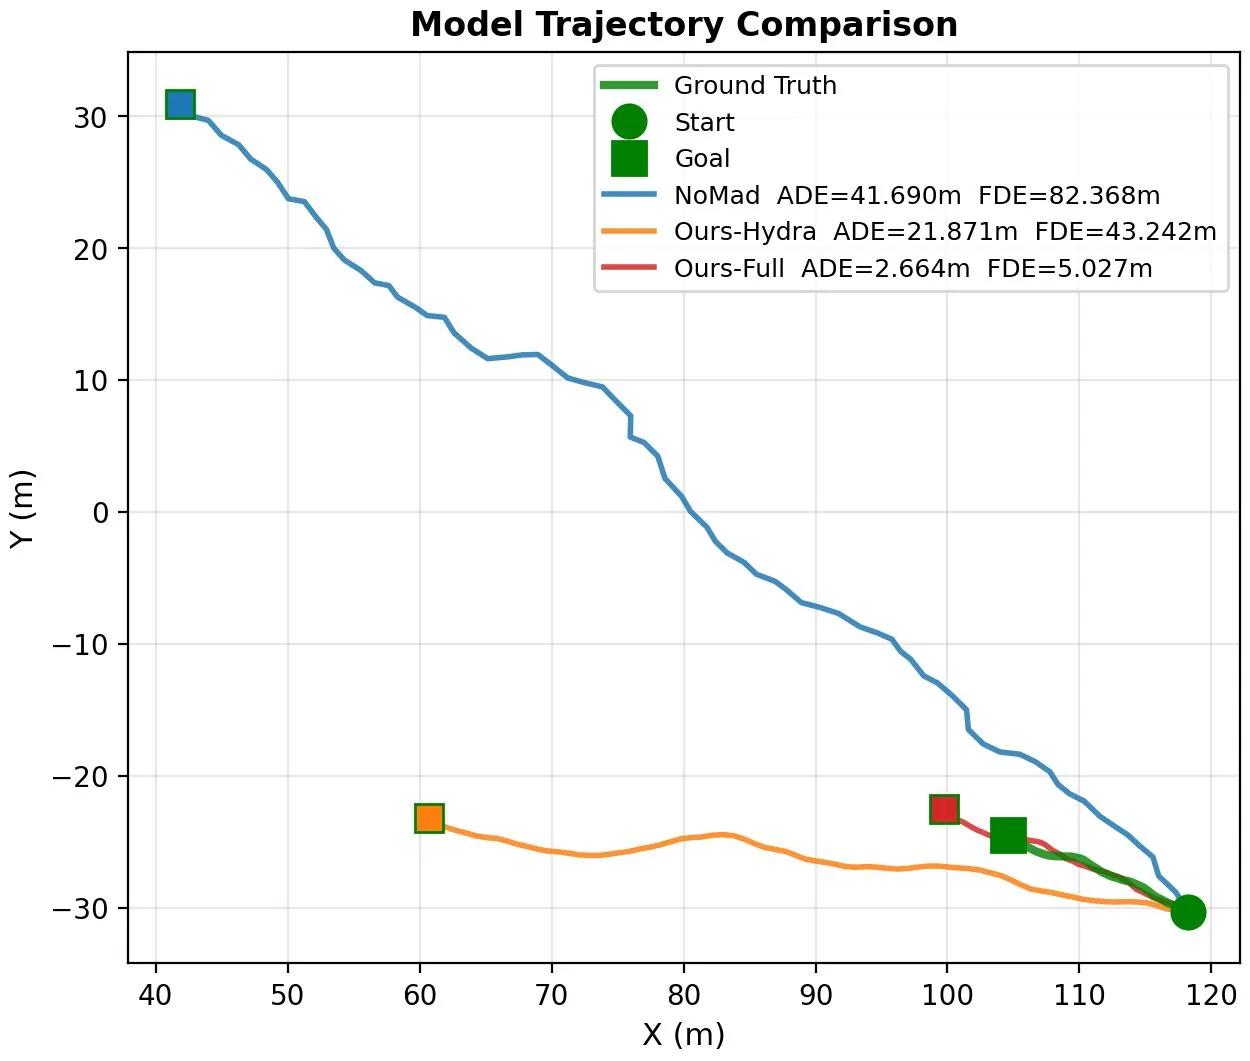 Model Trajectory Comparison
Ground Truth
Start
Goal
NoMad  ADE=41.690m  FDE=82.368m
Ours-Hydra  ADE=21.871m  FDE=43.242m
Ours-Full  ADE=2.664m  FDE=5.027m
30
20
10
0
−10
−20
−30
Y (m)
40 50 60 70 80 90 100 110 120
X (m)